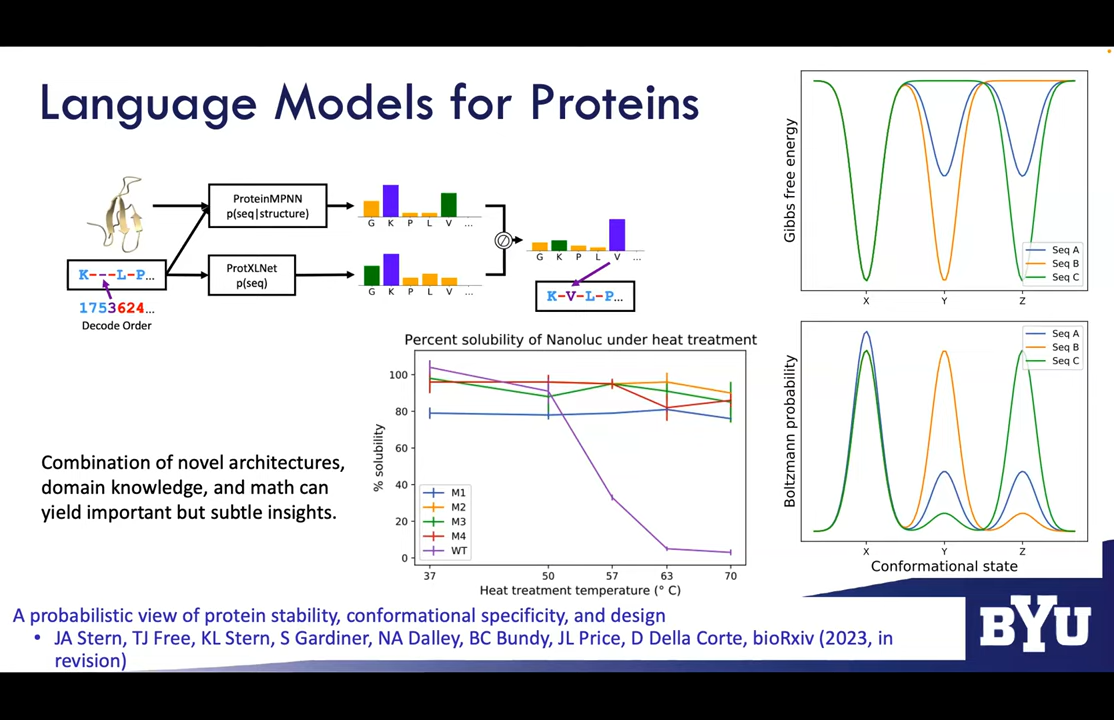 Language Models for Proteins
ProteinMPNN
p(seq|structure)
G K P L V ...
K---L-P...
ProtXLNet
p(seq)
G K P L V ...
1753624...
Decode Order
G K P L V ...
K-V-L-P...
Gibbs free energy
Seq A
Seq B
Seq C
X Y Z
Percent solubility of Nanoluc under heat treatment
% solubility
100
80
60
40
20
0
M1
M2
M3
M4
WT
37 50 57 63 70
Heat treatment temperature (° C)
Boltzmann probability
Seq A
Seq B
Seq C
X Y Z
Conformational state
Combination of novel architectures,
domain knowledge, and math can
yield important but subtle insights.
A probabilistic view of protein stability, conformational specificity, and design
• JA Stern, TJ Free, KL Stern, S Gardiner, NA Dalley, BC Bundy, JL Price, D Della Corte, bioRxiv (2023, in
revision)
BYU